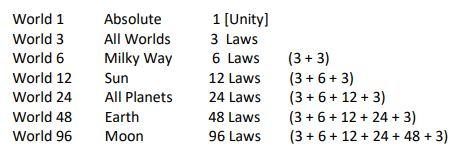 World 1 Absolute 1 [Unity]
World 3 All Worlds 3 Laws
World 6 Milky Way 6 Laws (3 + 3)
World 12 Sun 12 Laws (3 + 6 + 3)
World 24 All Planets 24 Laws (3 + 6 + 12 + 3)
World 48 Earth 48 Laws (3 + 6 + 12 + 24 + 3)
World 96 Moon 96 Laws (3 + 6 + 12 + 24 + 48 + 3)